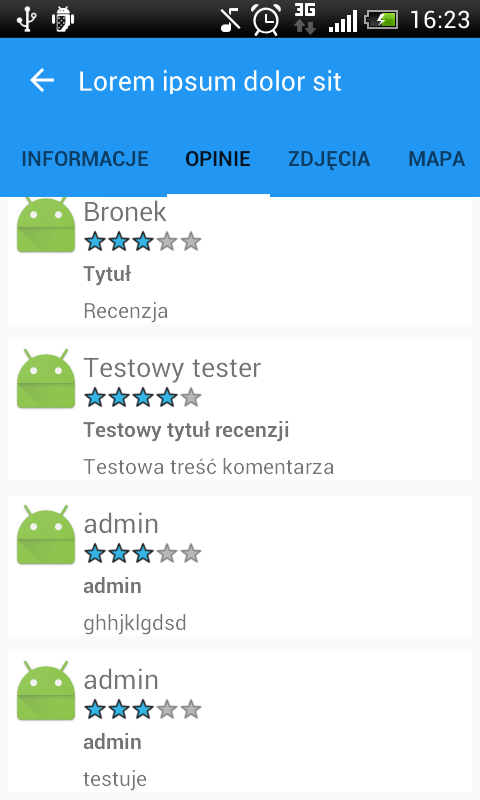 3G 16:23
Lorem ipsum dolor sit
INFORMACJE OPINIE ZDJĘCIA MAPA
Bronek
Tytuł
Recenzja
Testowy tester
Testowy tytuł recenzji
Testowa treść komentarza
admin
admin
ghhjklgdsd
admin
admin
testuje